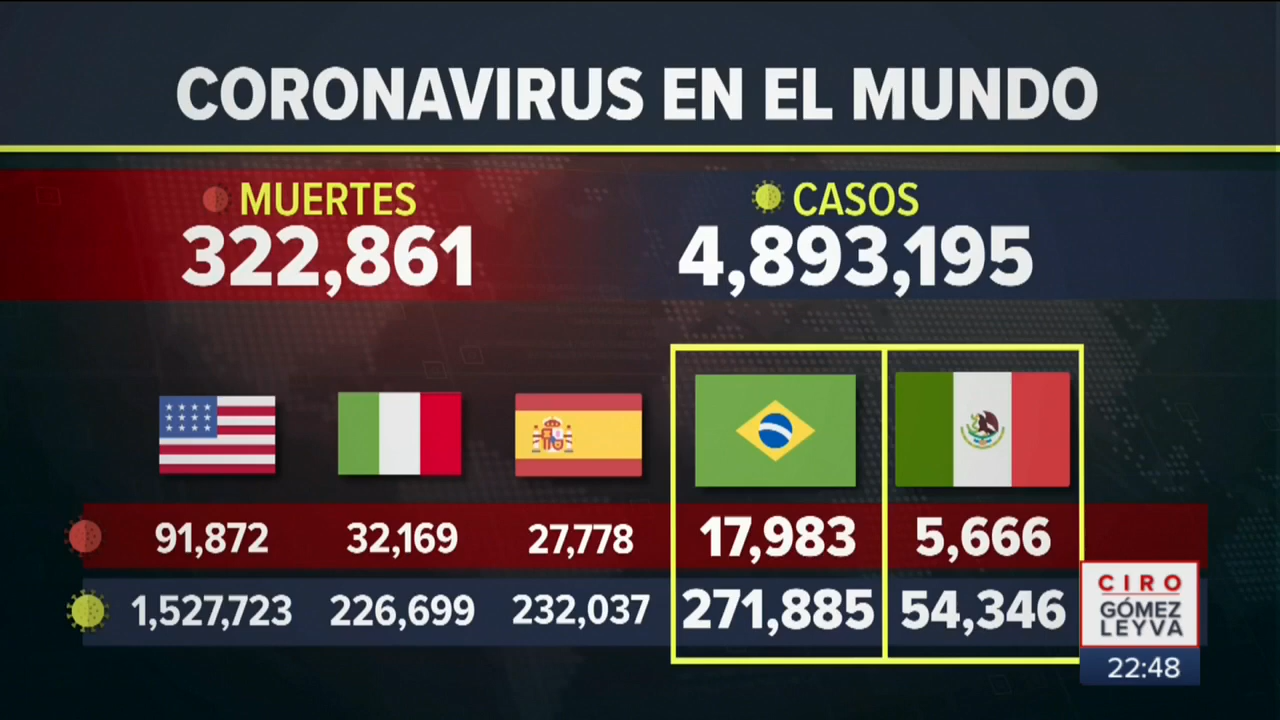 CORONAVIRUS EN EL MUNDO
MUERTES
322,861
CASOS
4,893,195
91,872 32,169 27,778 17,983 5,666
1,527,723 226,699 232,037 271,885 54,346
CIRO
GÓMEZ
LEYVA
22:48